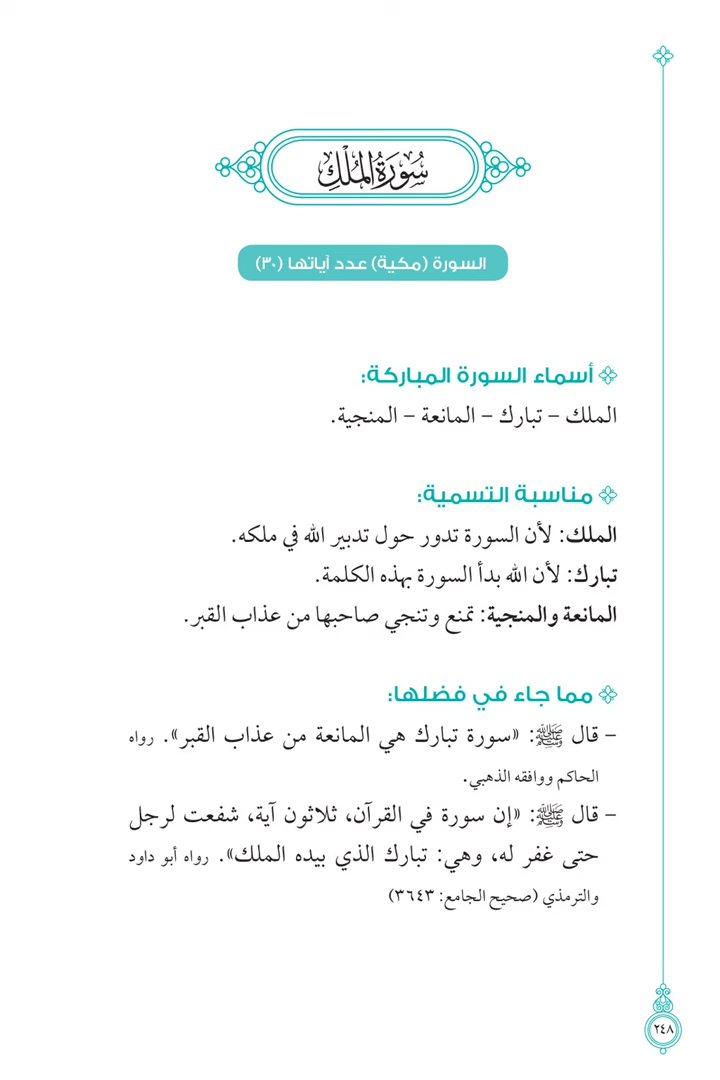 سُورَةُ المُلْكِ
السورة (مكية) عدد آياتها (٣٠)
أسماء السورة المباركة:
الملك – تبارك – المانعة – المنجية.
مناسبة التسمية:
الملك: لأن السورة تدور حول تدبير الله في ملكه.
تبارك: لأن الله بدأ السورة بهذه الكلمة.
المانعة والمنجية: تمنع وتنجي صاحبها من عذاب القبر.
مما جاء في فضلها:
– قال ﷺ: «سورة تبارك هي المانعة من عذاب القبر». رواه
الحاكم ووافقه الذهبي.
– قال ﷺ: «إن سورة في القرآن، ثلاثون آية، شفعت لرجل
حتى غفر له، وهي: تبارك الذي بيده الملك». رواه أبو داود
والترمذي (صحيح الجامع: ٣٦٤٣)
٢٤٨